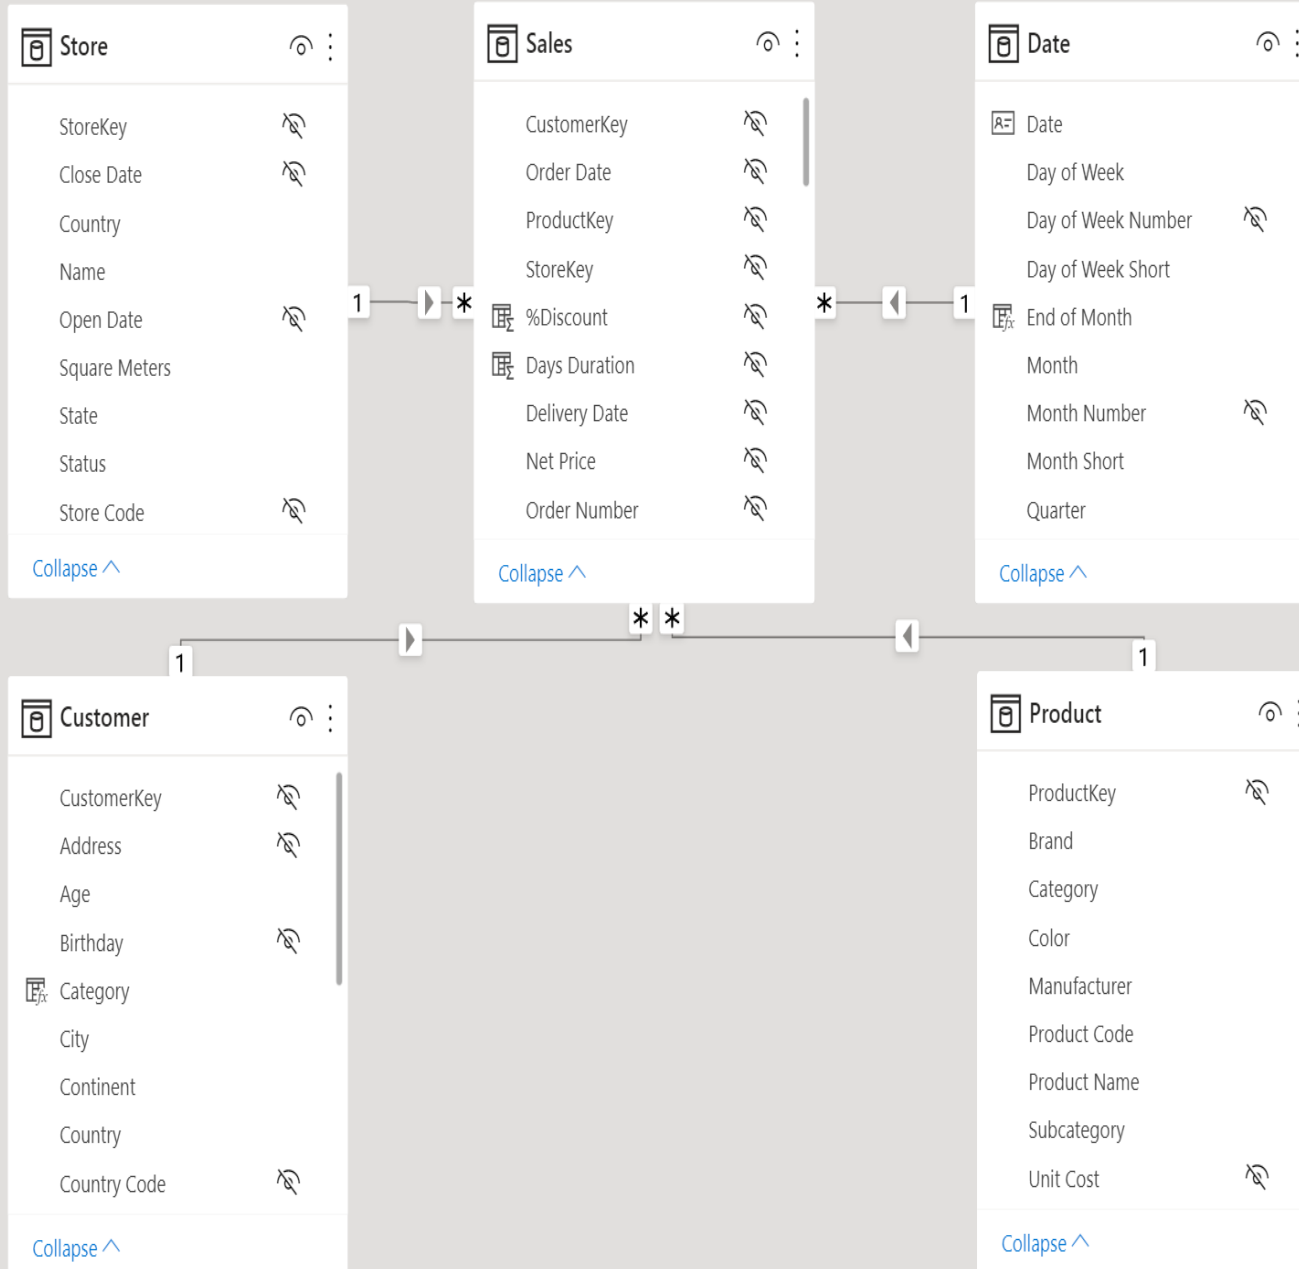 Store
StoreKey
Close Date
Country
Name
Open Date
Square Meters
State
Status
Store Code
Collapse
1
*
Sales
CustomerKey
Order Date
ProductKey
StoreKey
%Discount
Days Duration
Delivery Date
Net Price
Order Number
Collapse
*
1
Date
Date
Day of Week
Day of Week Number
Day of Week Short
End of Month
Month
Month Number
Month Short
Quarter
Collapse
* *
1
1
Customer
CustomerKey
Address
Age
Birthday
Category
City
Continent
Country
Country Code
Collapse
Product
ProductKey
Brand
Category
Color
Manufacturer
Product Code
Product Name
Subcategory
Unit Cost
Collapse